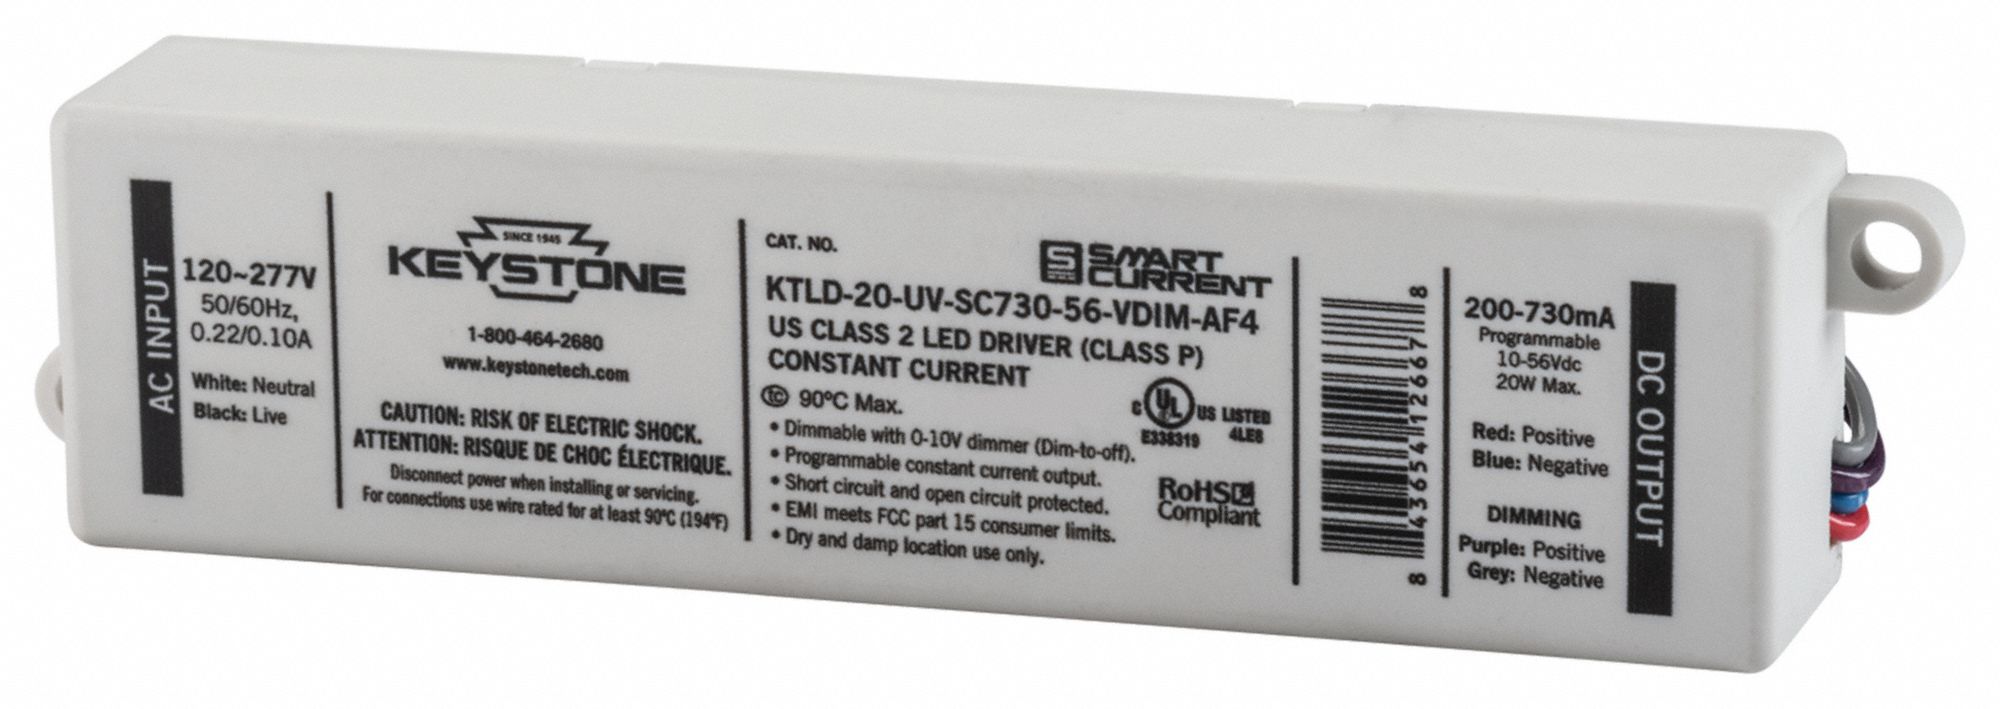 AC INPUT
120~277V
50/60Hz,
0.22/0.10A
White: Neutral
Black: Live
SINCE 1945
KEYSTONE
1-800-464-2680
www.keystonetech.com
CAUTION: RISK OF ELECTRIC SHOCK.
ATTENTION: RISQUE DE CHOC ÉLECTRIQUE.
Disconnect power when installing or servicing.
For connections use wire rated for at least 90°C (194°F)
CAT. NO.
SMART
CURRENT
KTLD-20-UV-SC730-56-VDIM-AF4
US CLASS 2 LED DRIVER (CLASS P)
CONSTANT CURRENT
TC 90°C Max.
C UL US LISTED
E338319 4LE8
• Dimmable with 0-10V dimmer (Dim-to-off).
• Programmable constant current output.
• Short circuit and open circuit protected.
• EMI meets FCC part 15 consumer limits.
• Dry and damp location use only.
RoHS
Compliant
8 43654 12667 8
200-730mA
Programmable
10-56Vdc
20W Max.
Red: Positive
Blue: Negative
DIMMING
Purple: Positive
Grey: Negative
DC OUTPUT